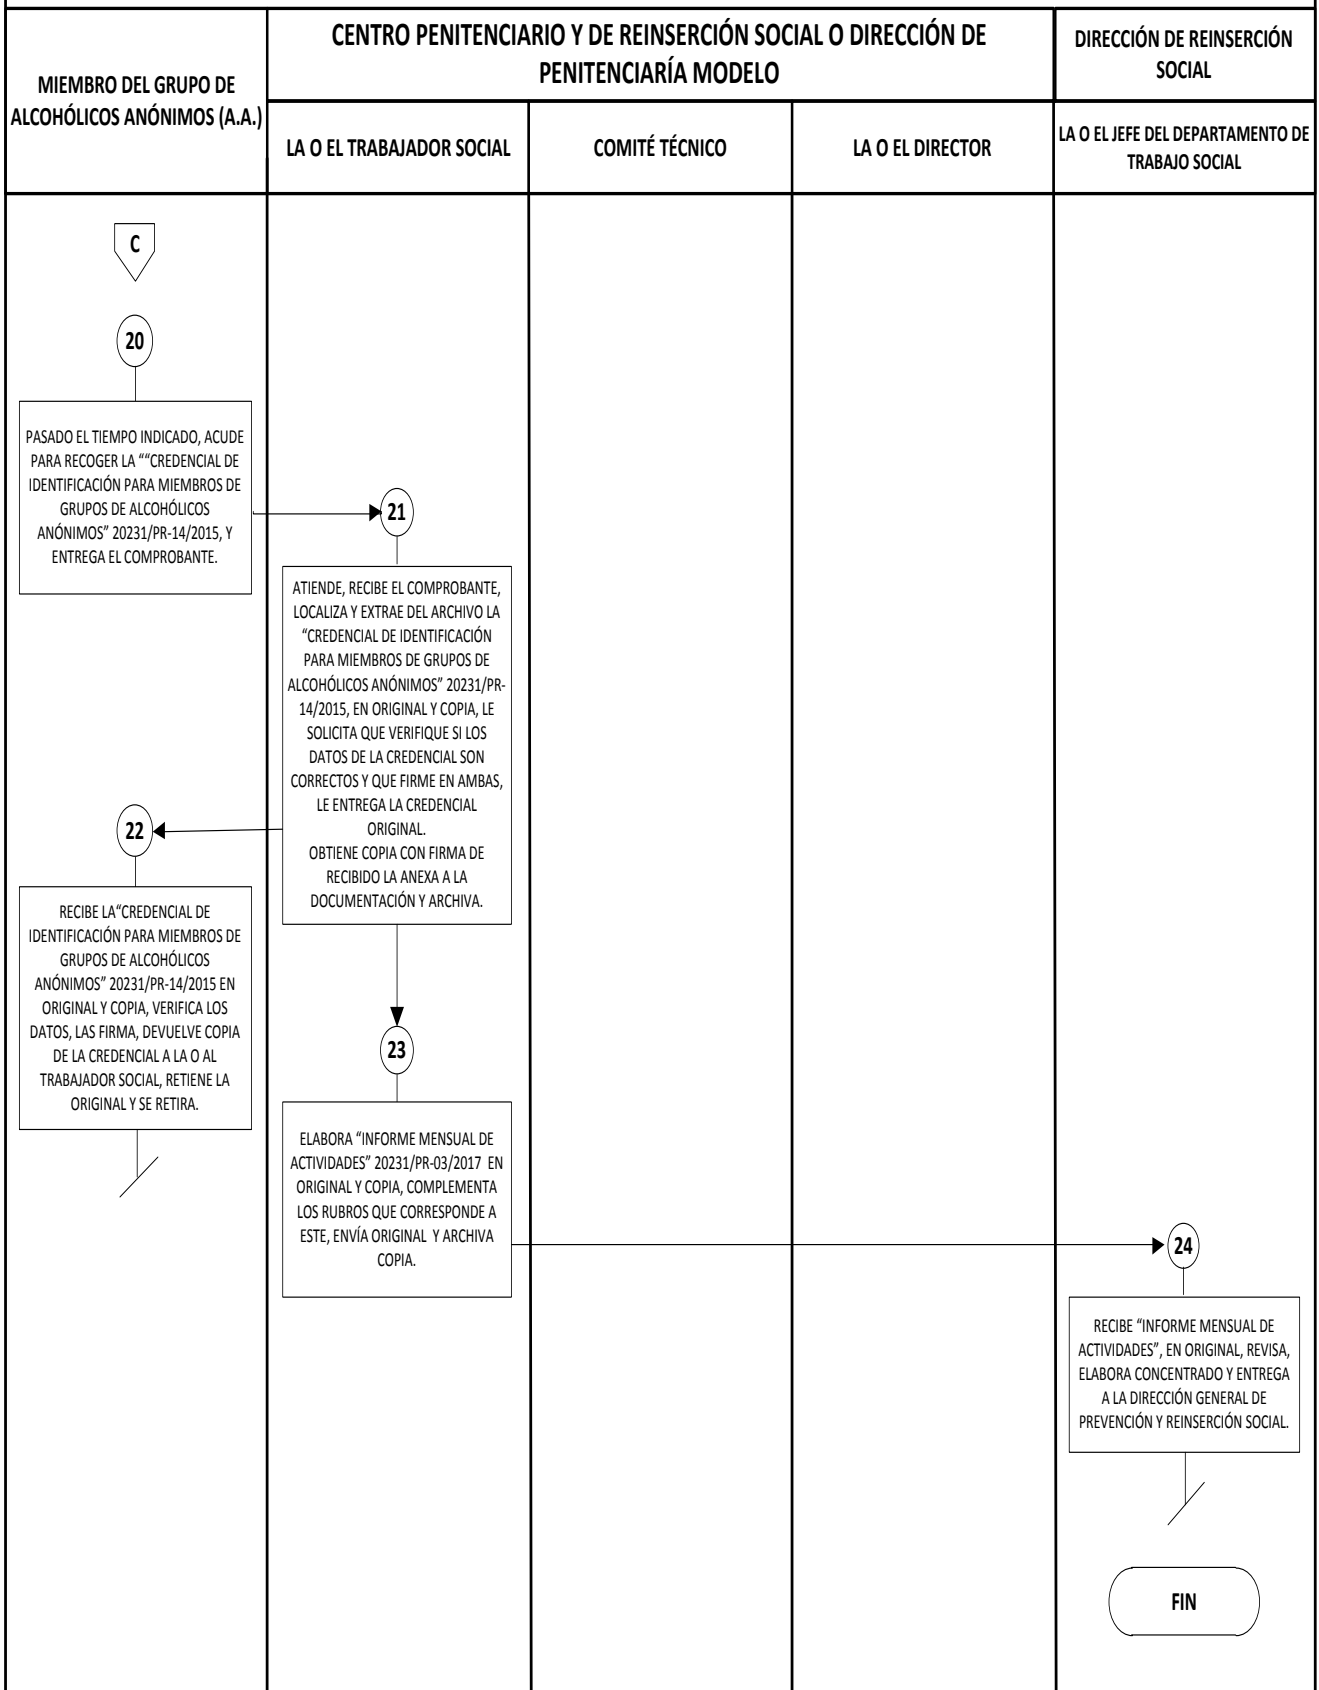 MIEMBRO DEL GRUPO DE
ALCOHÓLICOS ANÓNIMOS (A.A.)
CENTRO PENITENCIARIO Y DE REINSERCIÓN SOCIAL O DIRECCIÓN DE
PENITENCIARÍA MODELO
DIRECCIÓN DE REINSERCIÓN
SOCIAL
LA O EL TRABAJADOR SOCIAL
COMITÉ TÉCNICO
LA O EL DIRECTOR
LA O EL JEFE DEL DEPARTAMENTO DE
TRABAJO SOCIAL
C
20
PASADO EL TIEMPO INDICADO, ACUDE
PARA RECOGER LA ““CREDENCIAL DE
IDENTIFICACIÓN PARA MIEMBROS DE
GRUPOS DE ALCOHÓLICOS
ANÓNIMOS” 20231/PR-14/2015, Y
ENTREGA EL COMPROBANTE.
21
ATIENDE, RECIBE EL COMPROBANTE,
LOCALIZA Y EXTRAE DEL ARCHIVO LA
“CREDENCIAL DE IDENTIFICACIÓN
PARA MIEMBROS DE GRUPOS DE
ALCOHÓLICOS ANÓNIMOS” 20231/PR-
14/2015, EN ORIGINAL Y COPIA, LE
SOLICITA QUE VERIFIQUE SI LOS
DATOS DE LA CREDENCIAL SON
CORRECTOS Y QUE FIRME EN AMBAS,
LE ENTREGA LA CREDENCIAL
ORIGINAL.
OBTIENE COPIA CON FIRMA DE
RECIBIDO LA ANEXA A LA
DOCUMENTACIÓN Y ARCHIVA.
22
RECIBE LA“CREDENCIAL DE
IDENTIFICACIÓN PARA MIEMBROS DE
GRUPOS DE ALCOHÓLICOS
ANÓNIMOS” 20231/PR-14/2015 EN
ORIGINAL Y COPIA, VERIFICA LOS
DATOS, LAS FIRMA, DEVUELVE COPIA
DE LA CREDENCIAL A LA O AL
TRABAJADOR SOCIAL, RETIENE LA
ORIGINAL Y SE RETIRA.
23
ELABORA “INFORME MENSUAL DE
ACTIVIDADES” 20231/PR-03/2017 EN
ORIGINAL Y COPIA, COMPLEMENTA
LOS RUBROS QUE CORRESPONDE A
ESTE, ENVÍA ORIGINAL Y ARCHIVA
COPIA.
24
RECIBE “INFORME MENSUAL DE
ACTIVIDADES”, EN ORIGINAL, REVISA,
ELABORA CONCENTRADO Y ENTREGA
A LA DIRECCIÓN GENERAL DE
PREVENCIÓN Y REINSERCIÓN SOCIAL.
FIN